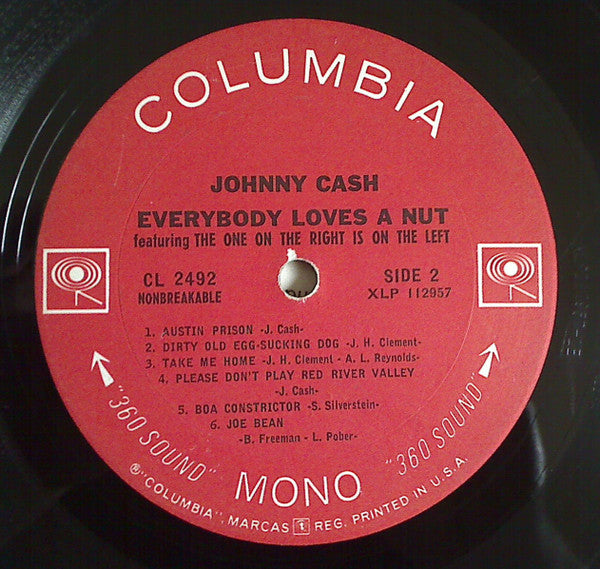 COLUMBIA
JOHNNY CASH
EVERYBODY LOVES A NUT
featuring THE ONE ON THE RIGHT IS ON THE LEFT
CL 2492
NONBREAKABLE
SIDE 2
XLP 112957
1. AUSTIN PRISON -J. Cash-
2. DIRTY OLD EGG-SUCKING DOG -J. H. Clement-
3. TAKE ME HOME -J. H. Clement - A. L. Reynolds-
4. PLEASE DON'T PLAY RED RIVER VALLEY
-J. Cash-
5. BOA CONSTRICTOR -S. Silverstein-
6. JOE BEAN
-B. Freeman - L. Pober-
"360 SOUND"
MONO
"360 SOUND"
℗"COLUMBIA", MARCAS T REG. PRINTED IN U.S.A.